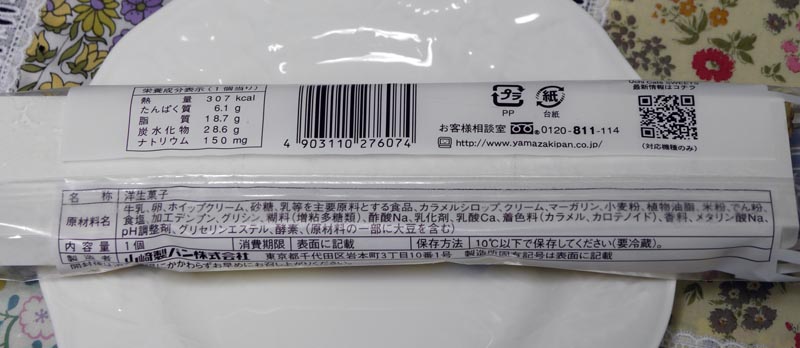 栄養成分表示(1個当り)
熱量 307 kcal
たんぱく質 6.1 g
脂質 18.7 g
炭水化物 28.6 g
ナトリウム 150 mg
4 903110 276074
プラ
PP
紙
台紙
お客様相談室 0120-811-114
http://www.yamazakipan.co.jp/
Uchi Café SWEETS
最新情報はコチラ
(対応機種のみ)
名称 洋生菓子
原材料名 牛乳、卵、ホイップクリーム、砂糖、乳等を主要原料とする食品、カラメルシロップ、クリーム、マーガリン、小麦粉、植物油脂、米粉、でん粉、
食塩、加工デンプン、グリシン、糊料(増粘多糖類)、酢酸Na、乳化剤、乳酸Ca、着色料(カラメル、カロテノイド)、香料、メタリン酸Na、
pH調整剤、グリセリンエステル、酵素、(原材料の一部に大豆を含む)
内容量 1個 消費期限 表面に記載 保存方法 10℃以下で保存してください(要冷蔵)。
製造者 山崎製パン株式会社 東京都千代田区岩本町3丁目10番1号 製造所固有記号は表面に記載